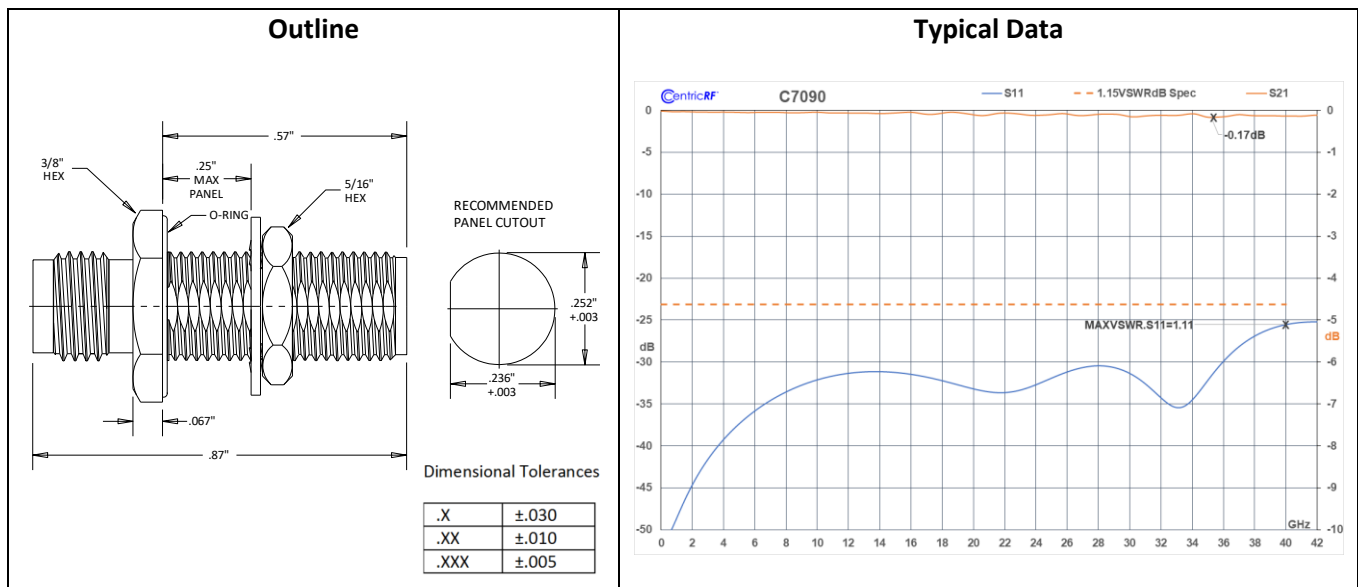 Outline
.57"
3/8"
HEX
.25"
MAX
PANEL
O-RING
5/16"
HEX
RECOMMENDED
PANEL CUTOUT
.252"
+.003
.236"
+.003
.067"
.87"
Dimensional Tolerances
.X ±.030
.XX ±.010
.XXX ±.005
Typical Data
CentricRF C7090 S11 1.15VSWRdB Spec S21
0 0
-0.17dB
-5 -1
-10 -2
-15 -3
-20 -4
MAXVSWR.S11=1.11
-25 -5
dB dB
-30 -6
-35 -7
-40 -8
-45 -9
GHz
-50 -10
0 2 4 6 8 10 12 14 16 18 20 22 24 26 28 30 32 34 36 38 40 42